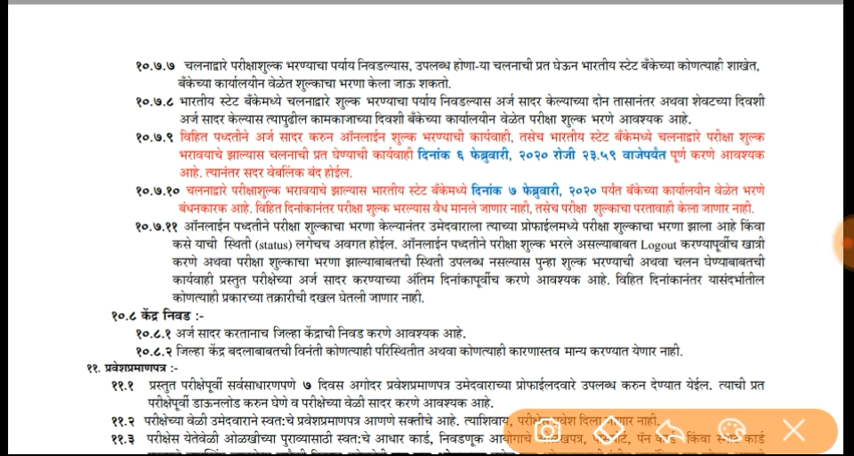 १०.७.७ चलनाद्वारे परीक्षाशुल्क भरण्याचा पर्याय निवडल्यास, उपलब्ध होणा-या चलनाची प्रत घेऊन भारतीय स्टेट बँकेच्या कोणत्याही शाखेत,
बँकेच्या कार्यालयीन वेळेत शुल्काचा भरणा केला जाऊ शकतो.
१०.७.८ भारतीय स्टेट बँकेमध्ये चलनाद्वारे शुल्क भरण्याचा पर्याय निवडल्यास अर्ज सादर केल्याच्या दोन तासानंतर अथवा शेवटच्या दिवशी
अर्ज सादर केल्यास त्यापुढील कामकाजाच्या दिवशी बँकेच्या कार्यालयीन वेळेत परीक्षा शुल्क भरणे आवश्यक आहे.
१०.७.९ विहित पध्दतीने अर्ज सादर करुन ऑनलाईन शुल्क भरण्याची कार्यवाही, तसेच भारतीय स्टेट बँकेमध्ये चलनाद्वारे परीक्षा शुल्क
भरावयाचे झाल्यास चलनाची प्रत घेण्याची कार्यवाही दिनांक ६ फेब्रुवारी, २०२० रोजी २३.५९ वाजेपर्यंत पूर्ण करणे आवश्यक
आहे. त्यानंतर सदर वेबलिंक बंद होईल.
१०.७.१० चलनाद्वारे परीक्षाशुल्क भरावयाचे झाल्यास भारतीय स्टेट बँकेमध्ये दिनांक ७ फेब्रुवारी, २०२० पर्यंत बँकेच्या कार्यालयीन वेळेत भरणे
बंधनकारक आहे. विहित दिनांकानंतर परीक्षा शुल्क भरल्यास वैध मानले जाणार नाही, तसेच परीक्षा शुल्काचा परतावाही केला जाणार नाही.
१०.७.११ ऑनलाईन पध्दतीने परीक्षा शुल्काचा भरणा केल्यानंतर उमेदवाराला त्याच्या प्रोफाईलमध्ये परीक्षा शुल्काचा भरणा झाला आहे किंवा
कसे याची स्थिती (status) लगेचच अवगत होईल. ऑनलाईन पध्दतीने परीक्षा शुल्क भरले असल्याबाबत Logout करण्यापूर्वीच खात्री
करणे अथवा परीक्षा शुल्काचा भरणा झाल्याबाबतची स्थिती उपलब्ध नसल्यास पुन्हा शुल्क भरण्याची अथवा चलन घेण्याबाबतची
कार्यवाही प्रस्तुत परीक्षेच्या अर्ज सादर करण्याच्या अंतिम दिनांकापूर्वीच करणे आवश्यक आहे. विहित दिनांकानंतर यासंदर्भातील
कोणत्याही प्रकारच्या तक्रारीची दखल घेतली जाणार नाही.
१०.८ केंद्र निवड :-
१०.८.१ अर्ज सादर करतानाच जिल्हा केंद्राची निवड करणे आवश्यक आहे.
१०.८.२ जिल्हा केंद्र बदलाबाबतची विनंती कोणत्याही परिस्थितीत अथवा कोणत्याही कारणास्तव मान्य करण्यात येणार नाही.
११. प्रवेशप्रमाणपत्र :-
११.१ प्रस्तुत परीक्षेपूर्वी सर्वसाधारणपणे ७ दिवस अगोदर प्रवेशप्रमाणपत्र उमेदवाराच्या प्रोफाईलदवारे उपलब्ध करुन देण्यात येईल. त्याची प्रत
परीक्षेपूर्वी डाऊनलोड करुन घेणे व परीक्षेच्या वेळी सादर करणे आवश्यक आहे.
११.२ परीक्षेच्या वेळी उमेदवाराने स्वत:चे प्रवेशप्रमाणपत्र आणणे सक्तीचे आहे. त्याशिवाय, परीक्षेस प्रवेश दिला जाणार नाही.
११.३ परीक्षेस येतेवेळी ओळखीच्या पुराव्यासाठी स्वत:चे आधार कार्ड, निवडणूक आयोगाचे ओळखपत्र, पासपोर्ट, पॅन कार्ड किंवा स्मार्ट कार्ड